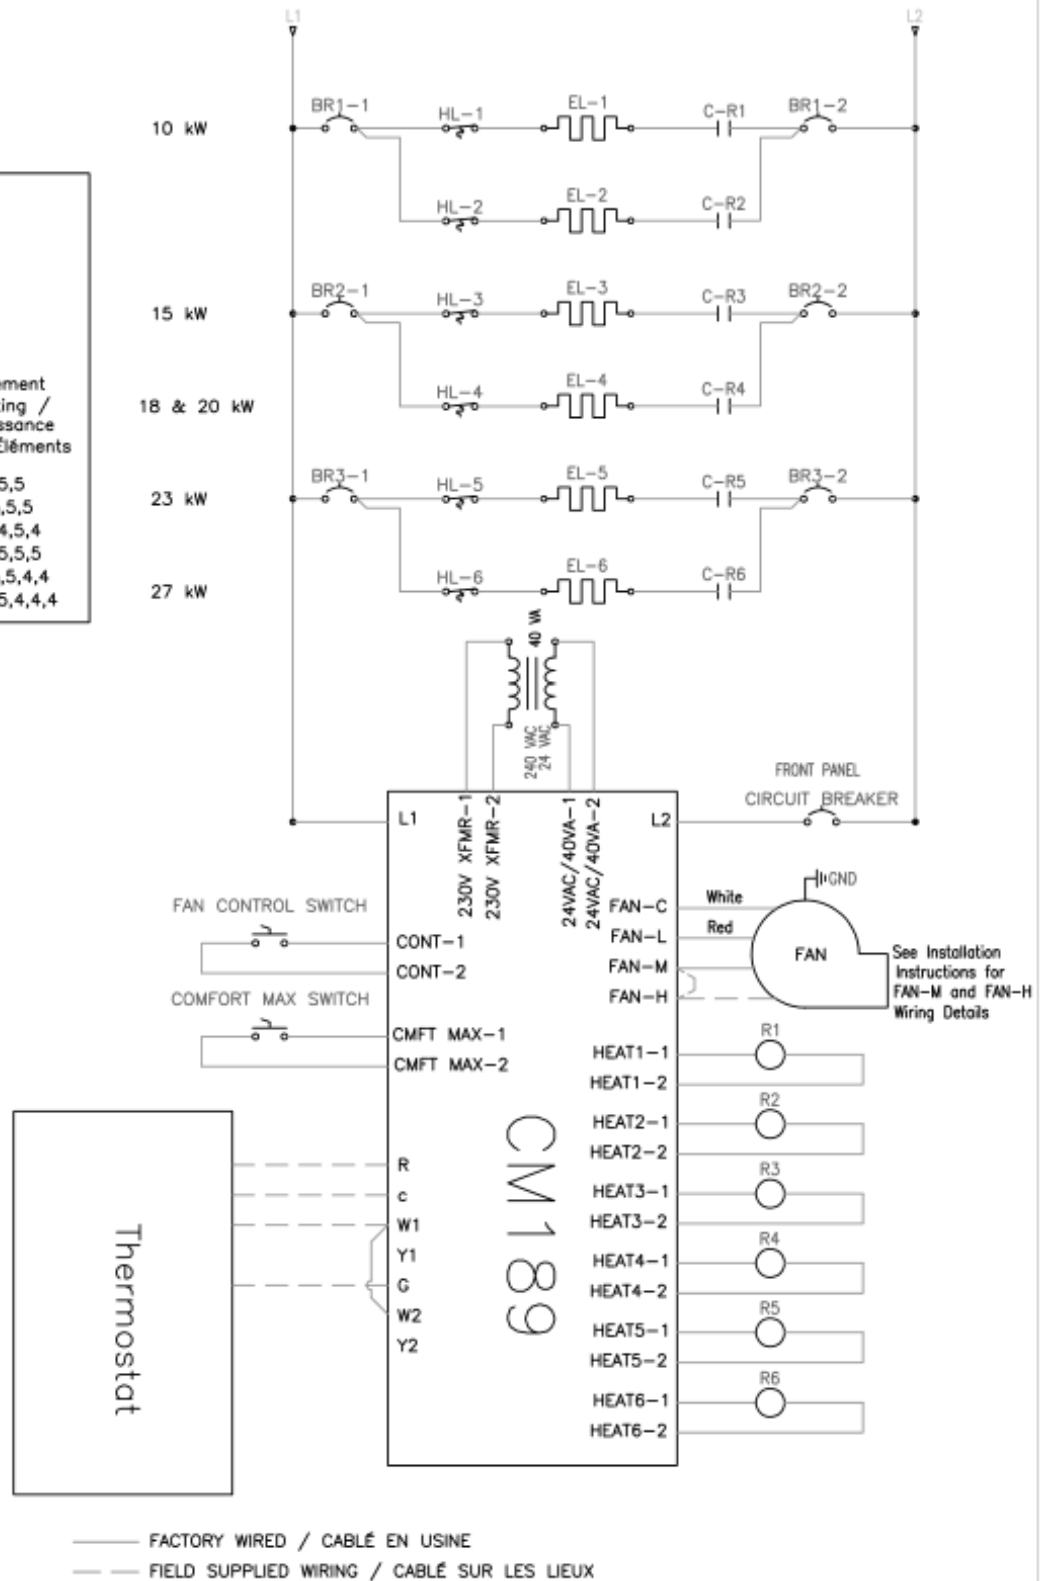 L1 L2
BR1-1 HL-1 EL-1 C-R1 BR1-2
10 kW
HL-2 EL-2 C-R2
BR2-1 HL-3 EL-3 C-R3 BR2-2
15 kW
HL-4 EL-4 C-R4
18 & 20 kW
BR3-1 HL-5 EL-5 C-R5 BR3-2
23 kW
HL-6 EL-6 C-R6
27 kW
ement
ing /
ssance
Éléments
5,5
,5,5
4,5,4
5,5,5
,5,4,4
5,4,4,4
40 VA
240 VAC
24 VAC
FRONT PANEL
CIRCUIT BREAKER
L1
230V XFMR-1
230V XFMR-2
24VAC/40VA-1
24VAC/40VA-2
L2
FAN CONTROL SWITCH
CONT-1
CONT-2
COMFORT MAX SWITCH
CMFT MAX-1
CMFT MAX-2
FAN-C White
FAN-L Red
FAN-M
FAN-H
GND
FAN
See Installation
Instructions for
FAN-M and FAN-H
Wiring Details
HEAT1-1 R1
HEAT1-2
HEAT2-1 R2
HEAT2-2
HEAT3-1 R3
HEAT3-2
HEAT4-1 R4
HEAT4-2
HEAT5-1 R5
HEAT5-2
HEAT6-1 R6
HEAT6-2
CM189
Thermostat
R
c
W1
Y1
G
W2
Y2
FACTORY WIRED / CABLÉ EN USINE
FIELD SUPPLIED WIRING / CABLÉ SUR LES LIEUX